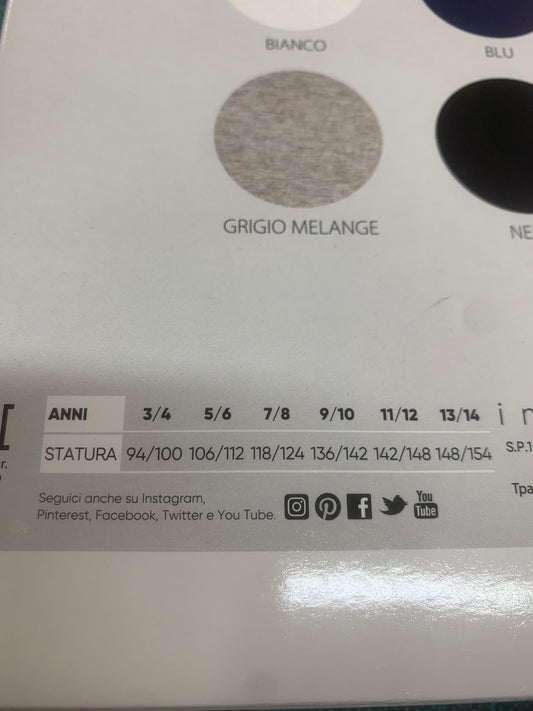 BIANCO
BLU
GRIGIO MELANGE
ANNI 3/4 5/6 7/8 9/10 11/12 13/14
STATURA 94/100 106/112 118/124 136/142 142/148 148/154
S.P.1
Seguici anche su Instagram,
Pinterest, Facebook, Twitter e You Tube.
You
Tube